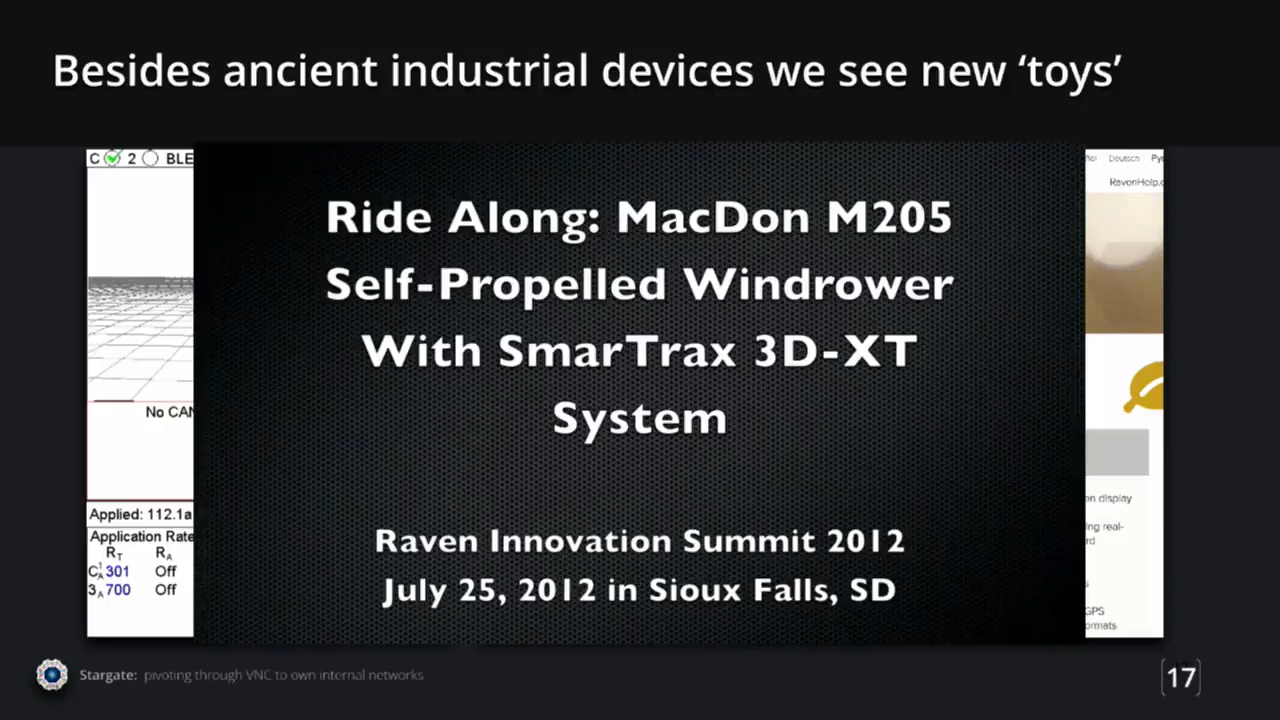 Besides ancient industrial devices we see new ‘toys’
C 2 BLE
Deutsch
RavenHelp.c
Ride Along: MacDon M205
Self-Propelled Windrower
With SmarTrax 3D-XT
System
No CAN
on display
ing real-
Applied: 112.1a
Application Rate
RT RA
CA1 301 Off
3A 700 Off
Raven Innovation Summit 2012
July 25, 2012 in Sioux Falls, SD
GPS
ormats
Stargate: pivoting through VNC to own internal networks
17